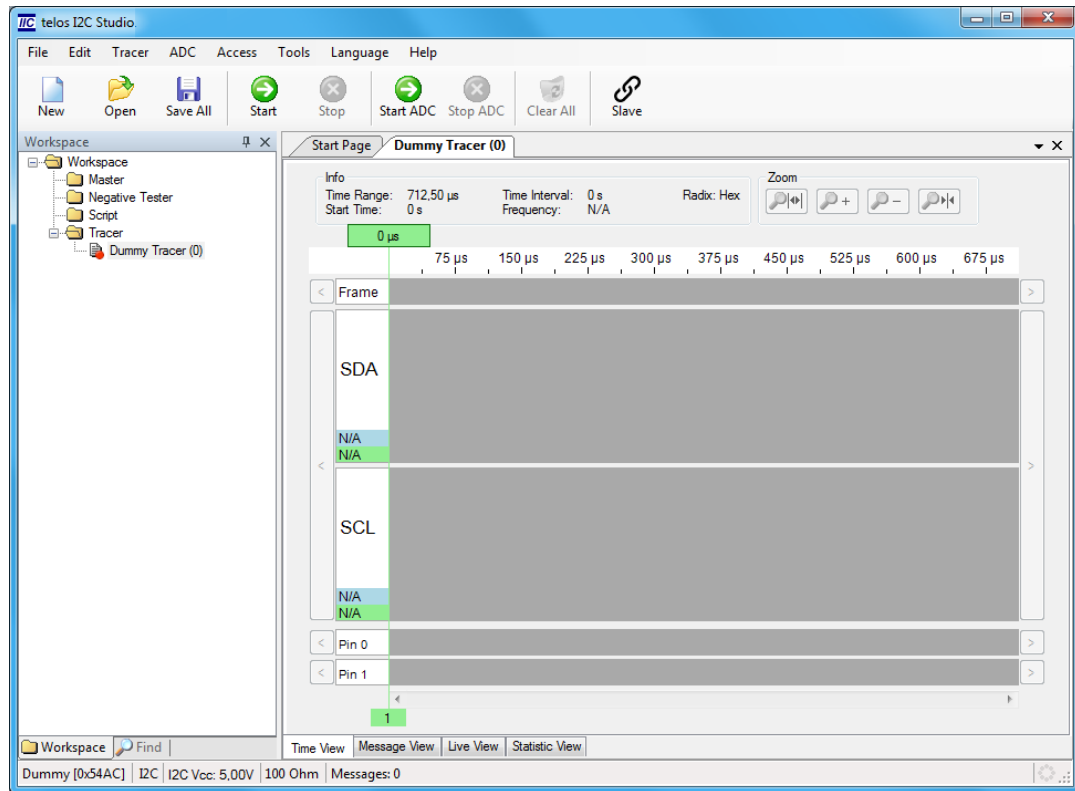 IIC telos I2C Studio.
File Edit Tracer ADC Access Tools Language Help
New Open Save All Start Stop Start ADC Stop ADC Clear All Slave
Workspace
Workspace
Master
Negative Tester
Script
Tracer
Dummy Tracer (0)
Workspace Find
Start Page Dummy Tracer (0)
Info
Time Range: 712,50 µs Time Interval: 0 s Radix: Hex
Start Time: 0 s Frequency: N/A
Zoom
0 µs
75 µs 150 µs 225 µs 300 µs 375 µs 450 µs 525 µs 600 µs 675 µs
Frame
SDA
N/A
N/A
SCL
N/A
N/A
Pin 0
Pin 1
1
Time View Message View Live View Statistic View
Dummy [0x54AC] I2C I2C Vcc: 5,00V 100 Ohm Messages: 0